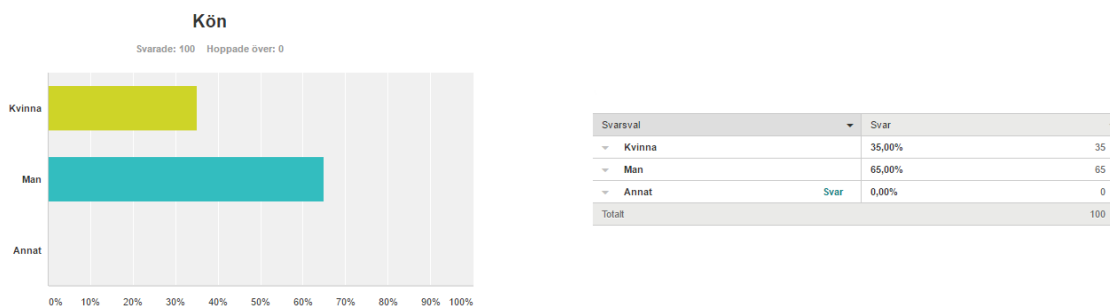 Kön
Svarade: 100 Hoppade över: 0
Kvinna
Man
Annat
0% 10% 20% 30% 40% 50% 60% 70% 80% 90% 100%
Svarsval Svar
Kvinna 35,00% 35
Man 65,00% 65
Annat Svar 0,00% 0
Totalt 100